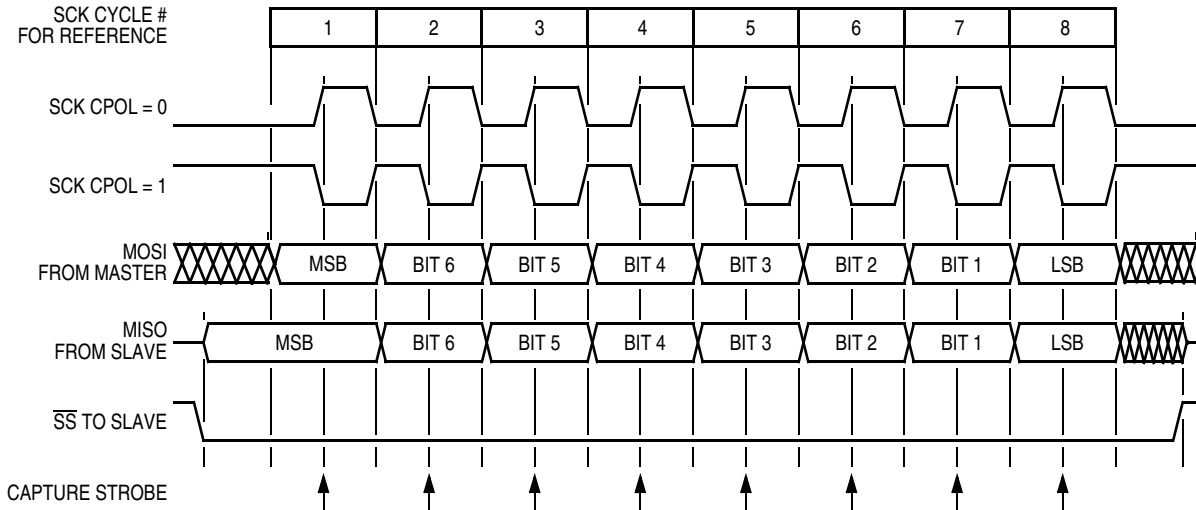 SCK CYCLE #
FOR REFERENCE
1 2 3 4 5 6 7 8
SCK CPOL = 0
SCK CPOL = 1
MOSI
FROM MASTER
MSB BIT 6 BIT 5 BIT 4 BIT 3 BIT 2 BIT 1 LSB
MISO
FROM SLAVE
MSB BIT 6 BIT 5 BIT 4 BIT 3 BIT 2 BIT 1 LSB
S̅S̅ TO SLAVE
CAPTURE STROBE